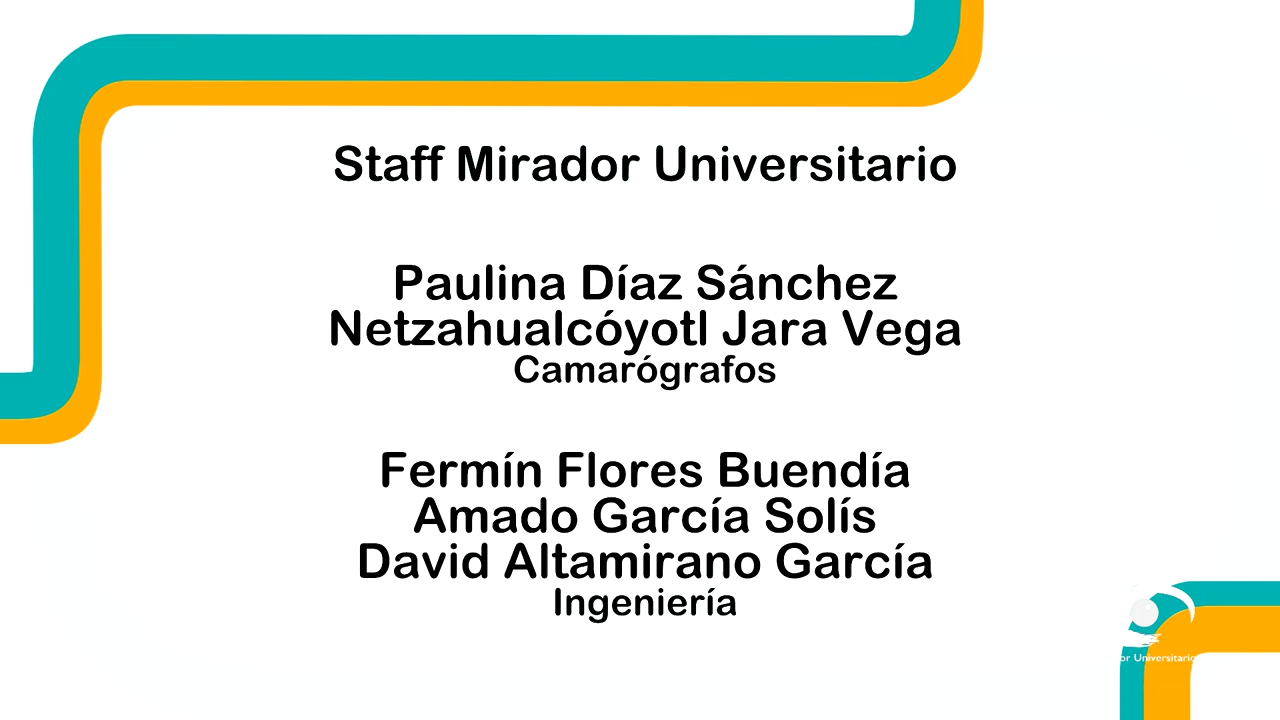 Staff Mirador Universitario
Paulina Díaz Sánchez
Netzahualcóyotl Jara Vega
Camarógrafos
Fermín Flores Buendía
Amado García Solís
David Altamirano García
Ingeniería
Universitario